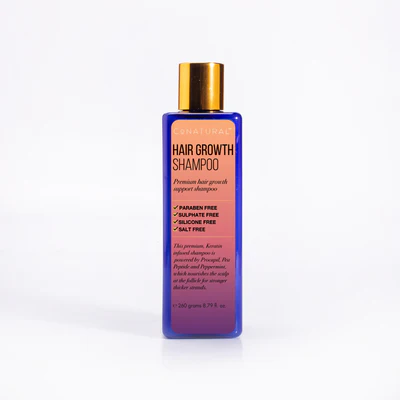 CoNATURAL
HAIR GROWTH
SHAMPOO
Premium hair growth
support shampoo
✓ PARABEN FREE
✓ SULPHATE FREE
✓ SILICONE FREE
✓ SALT FREE
This premium, Keratin
infused shampoo is
powered by Procapil, Pea
Peptide and Peppermint,
which nourishes the scalp
at the follicle for stronger
thicker strands.
260 grams 8.79 fl. oz.